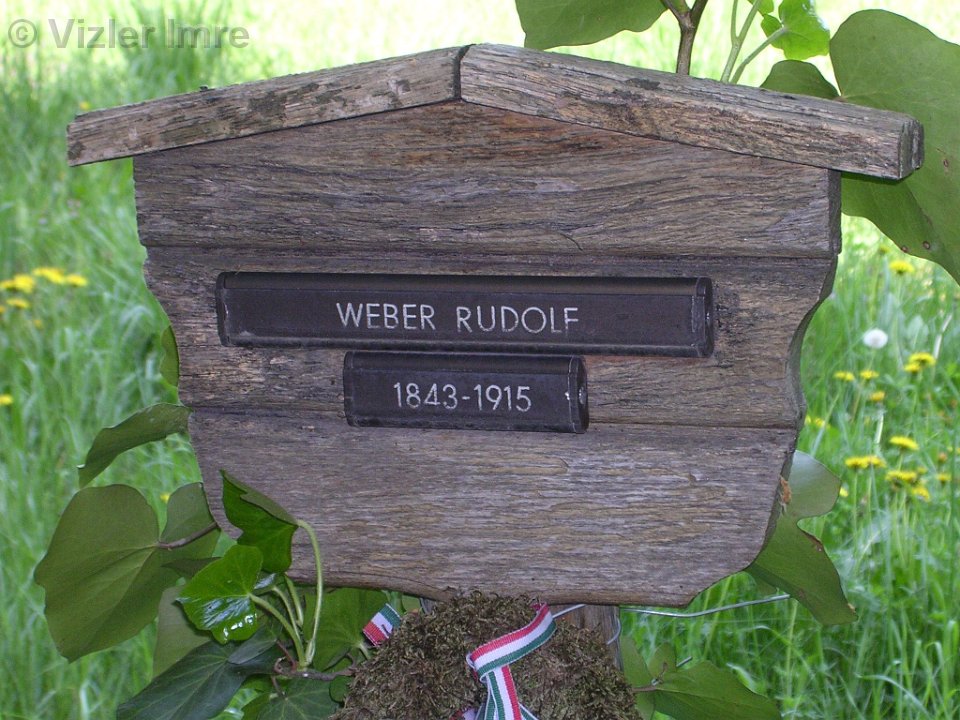 © Vizler Imre
WEBER RUDOLF
1843-1915